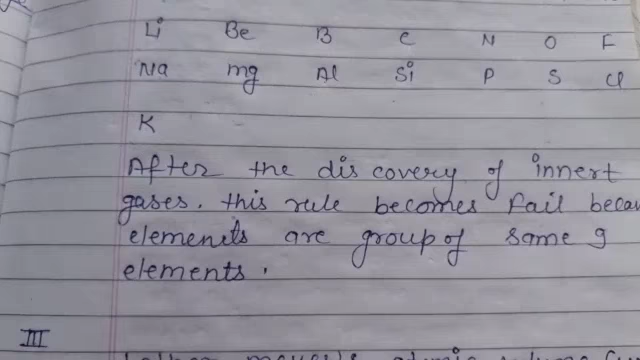 Li Be B C N O F
Na mg Al Si P S Cl
K
After the discovery of innert
gases. this rule becomes fail becau
elements are group of same 9
elements.
III